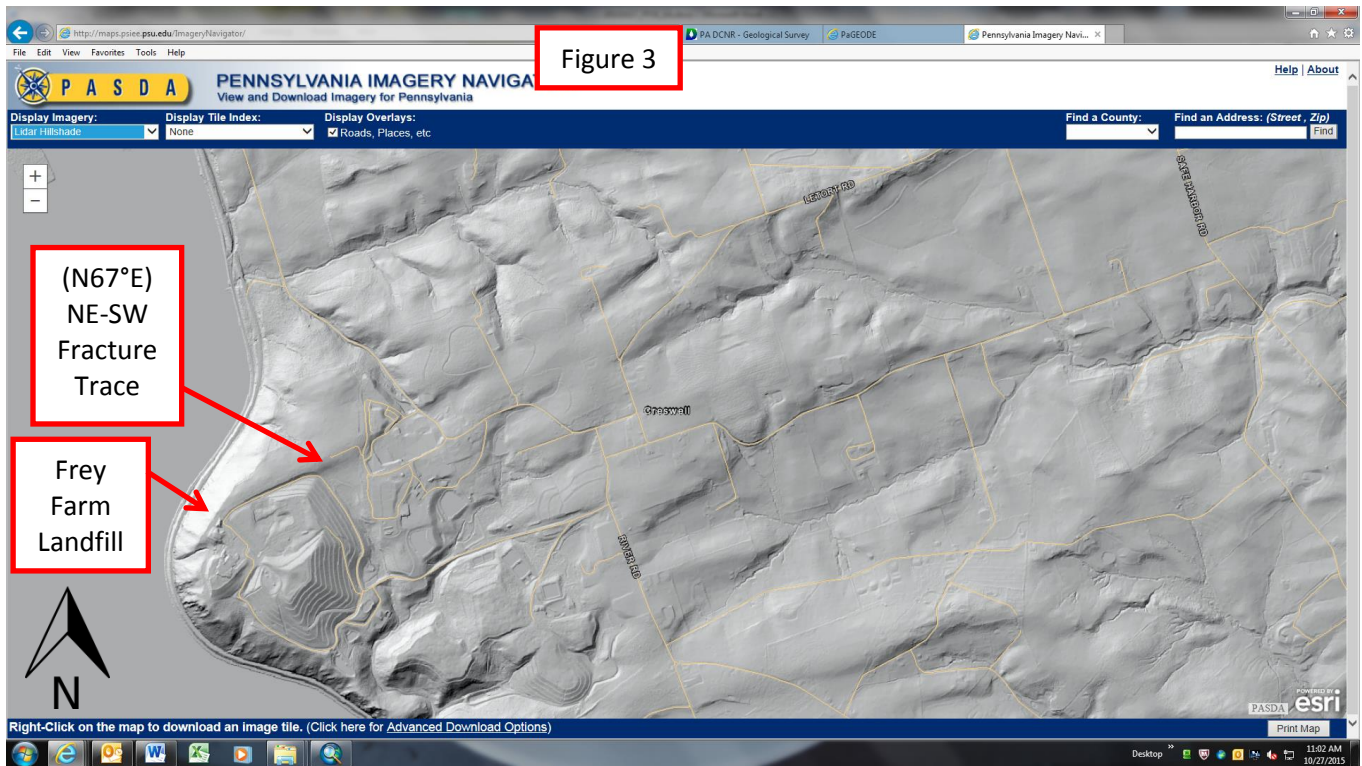 http://maps.psiee.psu.edu/ImageryNavigator/
PA DCNR - Geological Survey
PaGEODE
Pennsylvania Imagery Navi...
File Edit View Favorites Tools Help
Figure 3
PASDA
PENNSYLVANIA IMAGERY NAVIGA
View and Download Imagery for Pennsylvania
Help | About
Display Imagery:
Lidar Hillshade
Display Tile Index:
None
Display Overlays:
Roads, Places, etc
Find a County:
Find an Address: (Street , Zip)
Find
+
−
LETORT RD
SAFE HARBOR RD
(N67°E)
NE-SW
Fracture
Trace
Creswell
Frey
Farm
Landfill
RIVER RD
N
POWERED BY
esri
PASDA
Right-Click on the map to download an image tile. (Click here for Advanced Download Options)
Print Map
Desktop
11:02 AM
10/27/2015